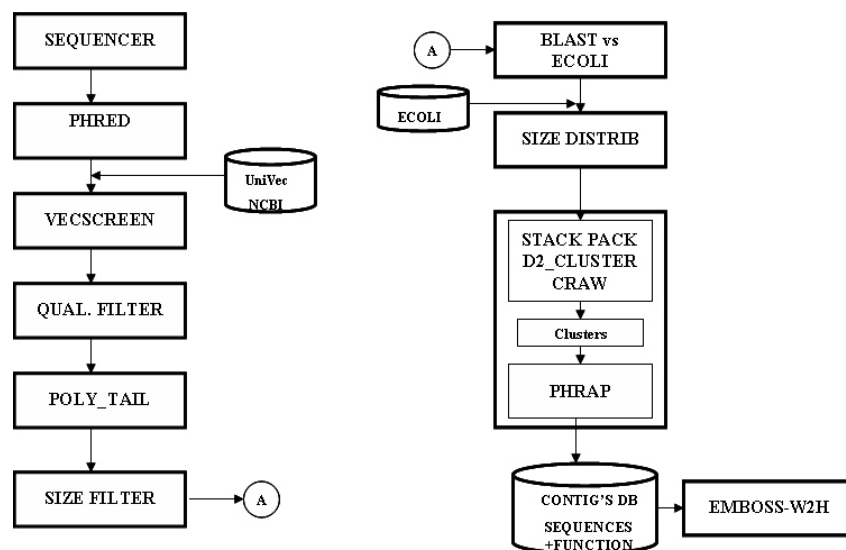 SEQUENCER
PHRED
UniVec
NCBI
VECSCREEN
QUAL. FILTER
POLY_TAIL
SIZE FILTER
A
A
BLAST vs
ECOLI
ECOLI
SIZE DISTRIB
STACK PACK
D2_CLUSTER
CRAW
Clusters
PHRAP
CONTIG'S DB
SEQUENCES
+FUNCTION
EMBOSS-W2H